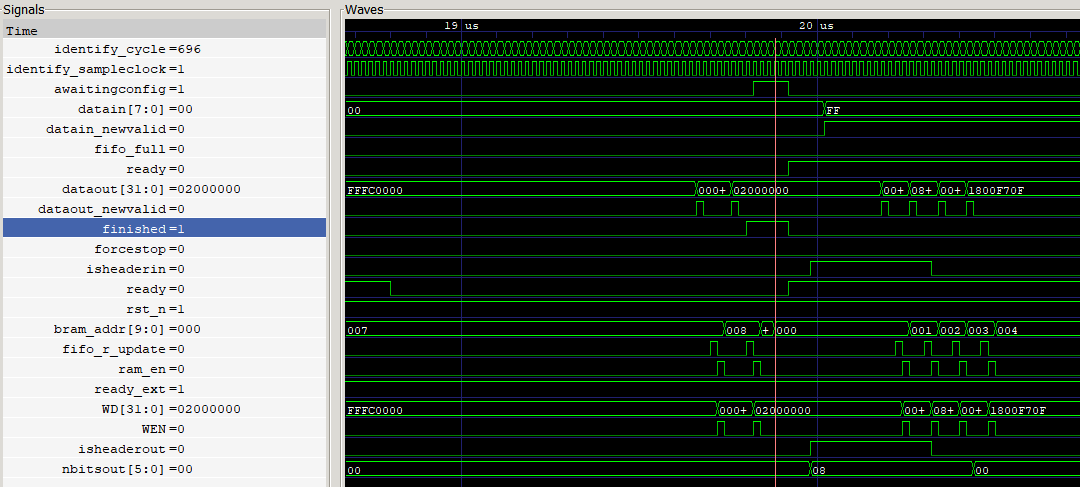 Signals
Waves
Time
19 us
20 us
identify_cycle=696
identify_sampleclock=1
awaitingconfig=1
datain[7:0]=00
00
FF
datain_newvalid=0
fifo_full=0
ready=0
dataout[31:0]=02000000
FFFC0000
000+
02000000
00+
08+
00+
1800F70F
dataout_newvalid=0
finished=1
forcestop=0
isheaderin=0
ready=0
rst_n=1
bram_addr[9:0]=000
007
008
+
000
001
002
003
004
fifo_r_update=0
ram_en=0
ready_ext=1
WD[31:0]=02000000
FFFC0000
000+
02000000
00+
08+
00+
1800F70F
WEN=0
isheaderout=0
nbitsout[5:0]=00
00
08
00